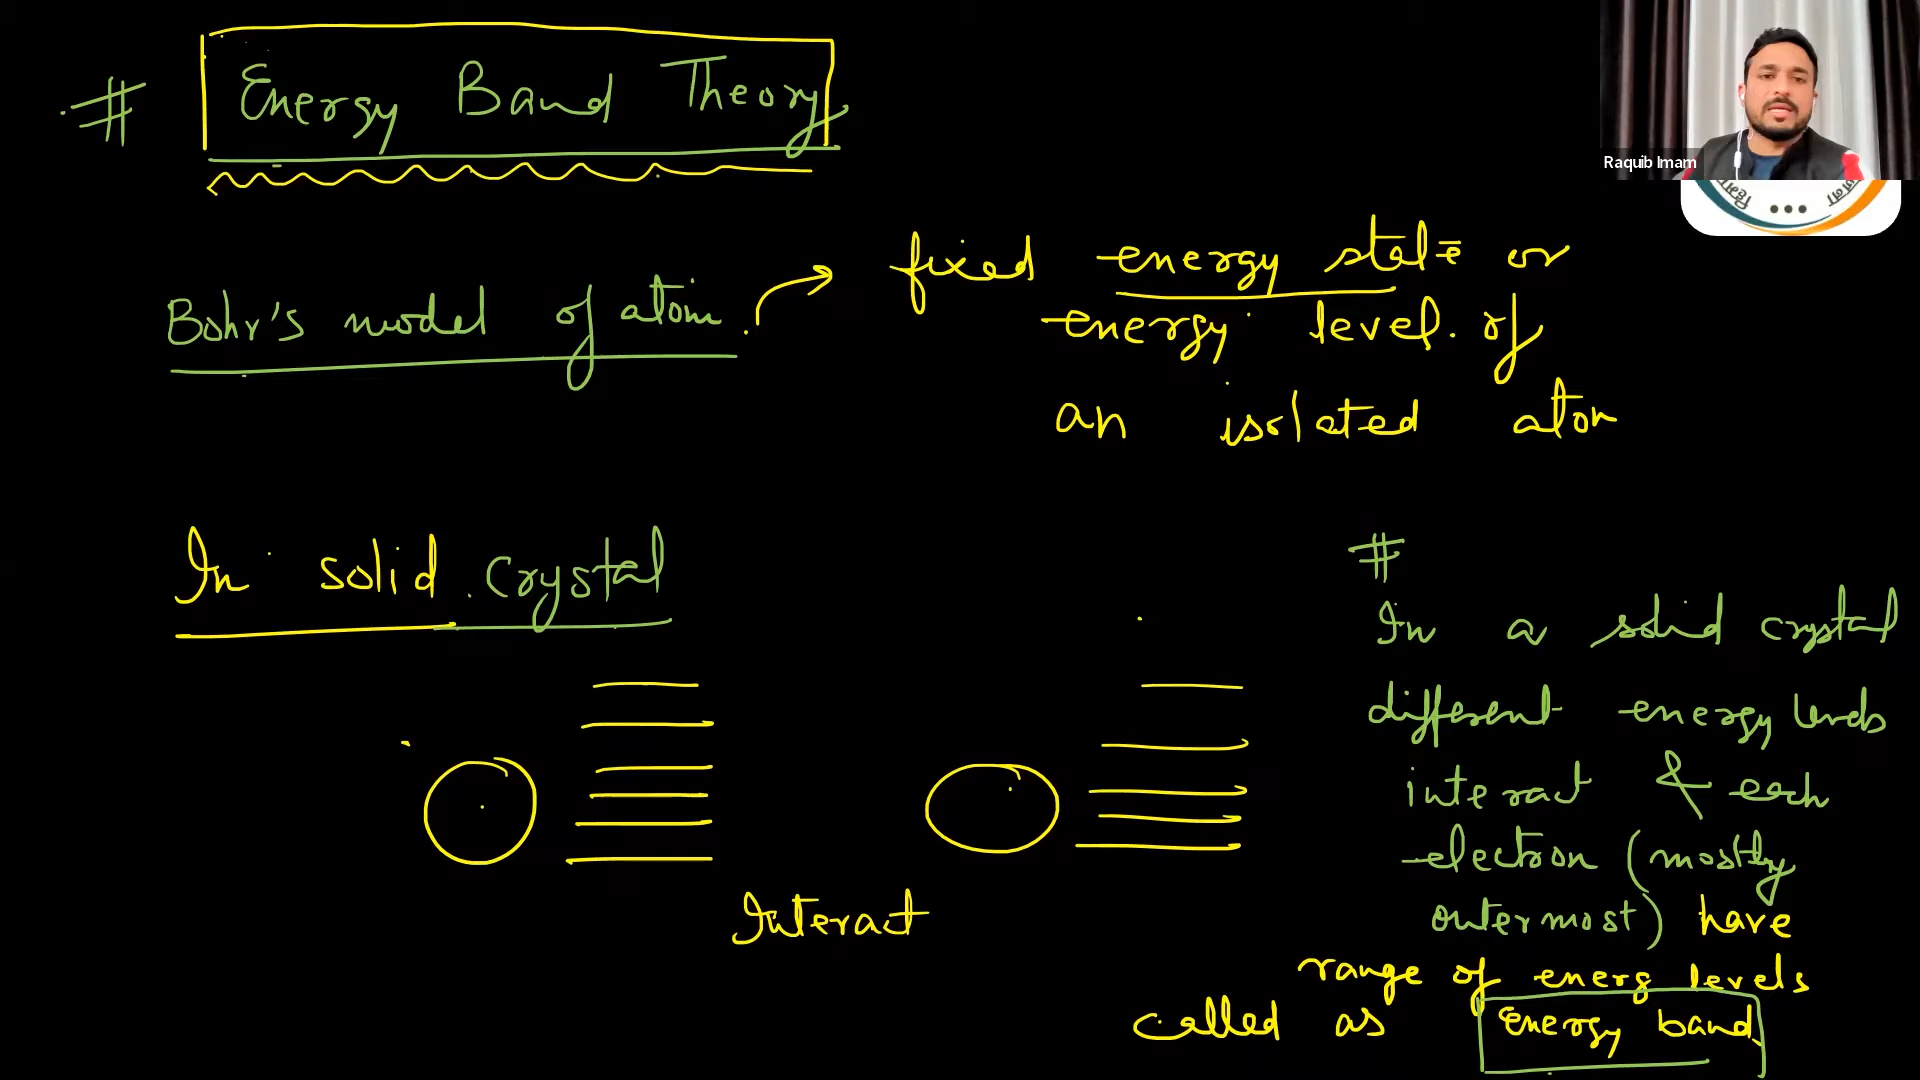 # Energy Band Theory
Raquib Imam
Bohr's model of atom
fixed energy state or
energy level. of
an isolated atom
In solid crystal
#
In a solid crystal
different energy levels
interact & each
electron (mostly
outermost) have
range of energ levels
called as energy band
Interact